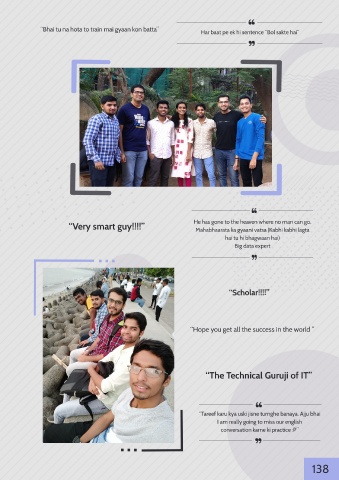 "Bhai tu na hota to train mai gyaan kon batta"
Har baat pe ek hi sentence "Bol sakte hai"
"Very smart guy!!!!"
He has gone to the heaven where no man can go.
Mahabhaarata ka gyaani vatsa (Kabhi kabhi lagta
hai tu hi bhagwaan hai)
Big data expert
"Scholar!!!!"
"Hope you get all the success in the world "
"The Technical Guruji of IT"
"Tareef karu kya uski jisne tumghe banaya. Ajju bhai
I am really going to miss our english
conversation karne ki practice :P"
138